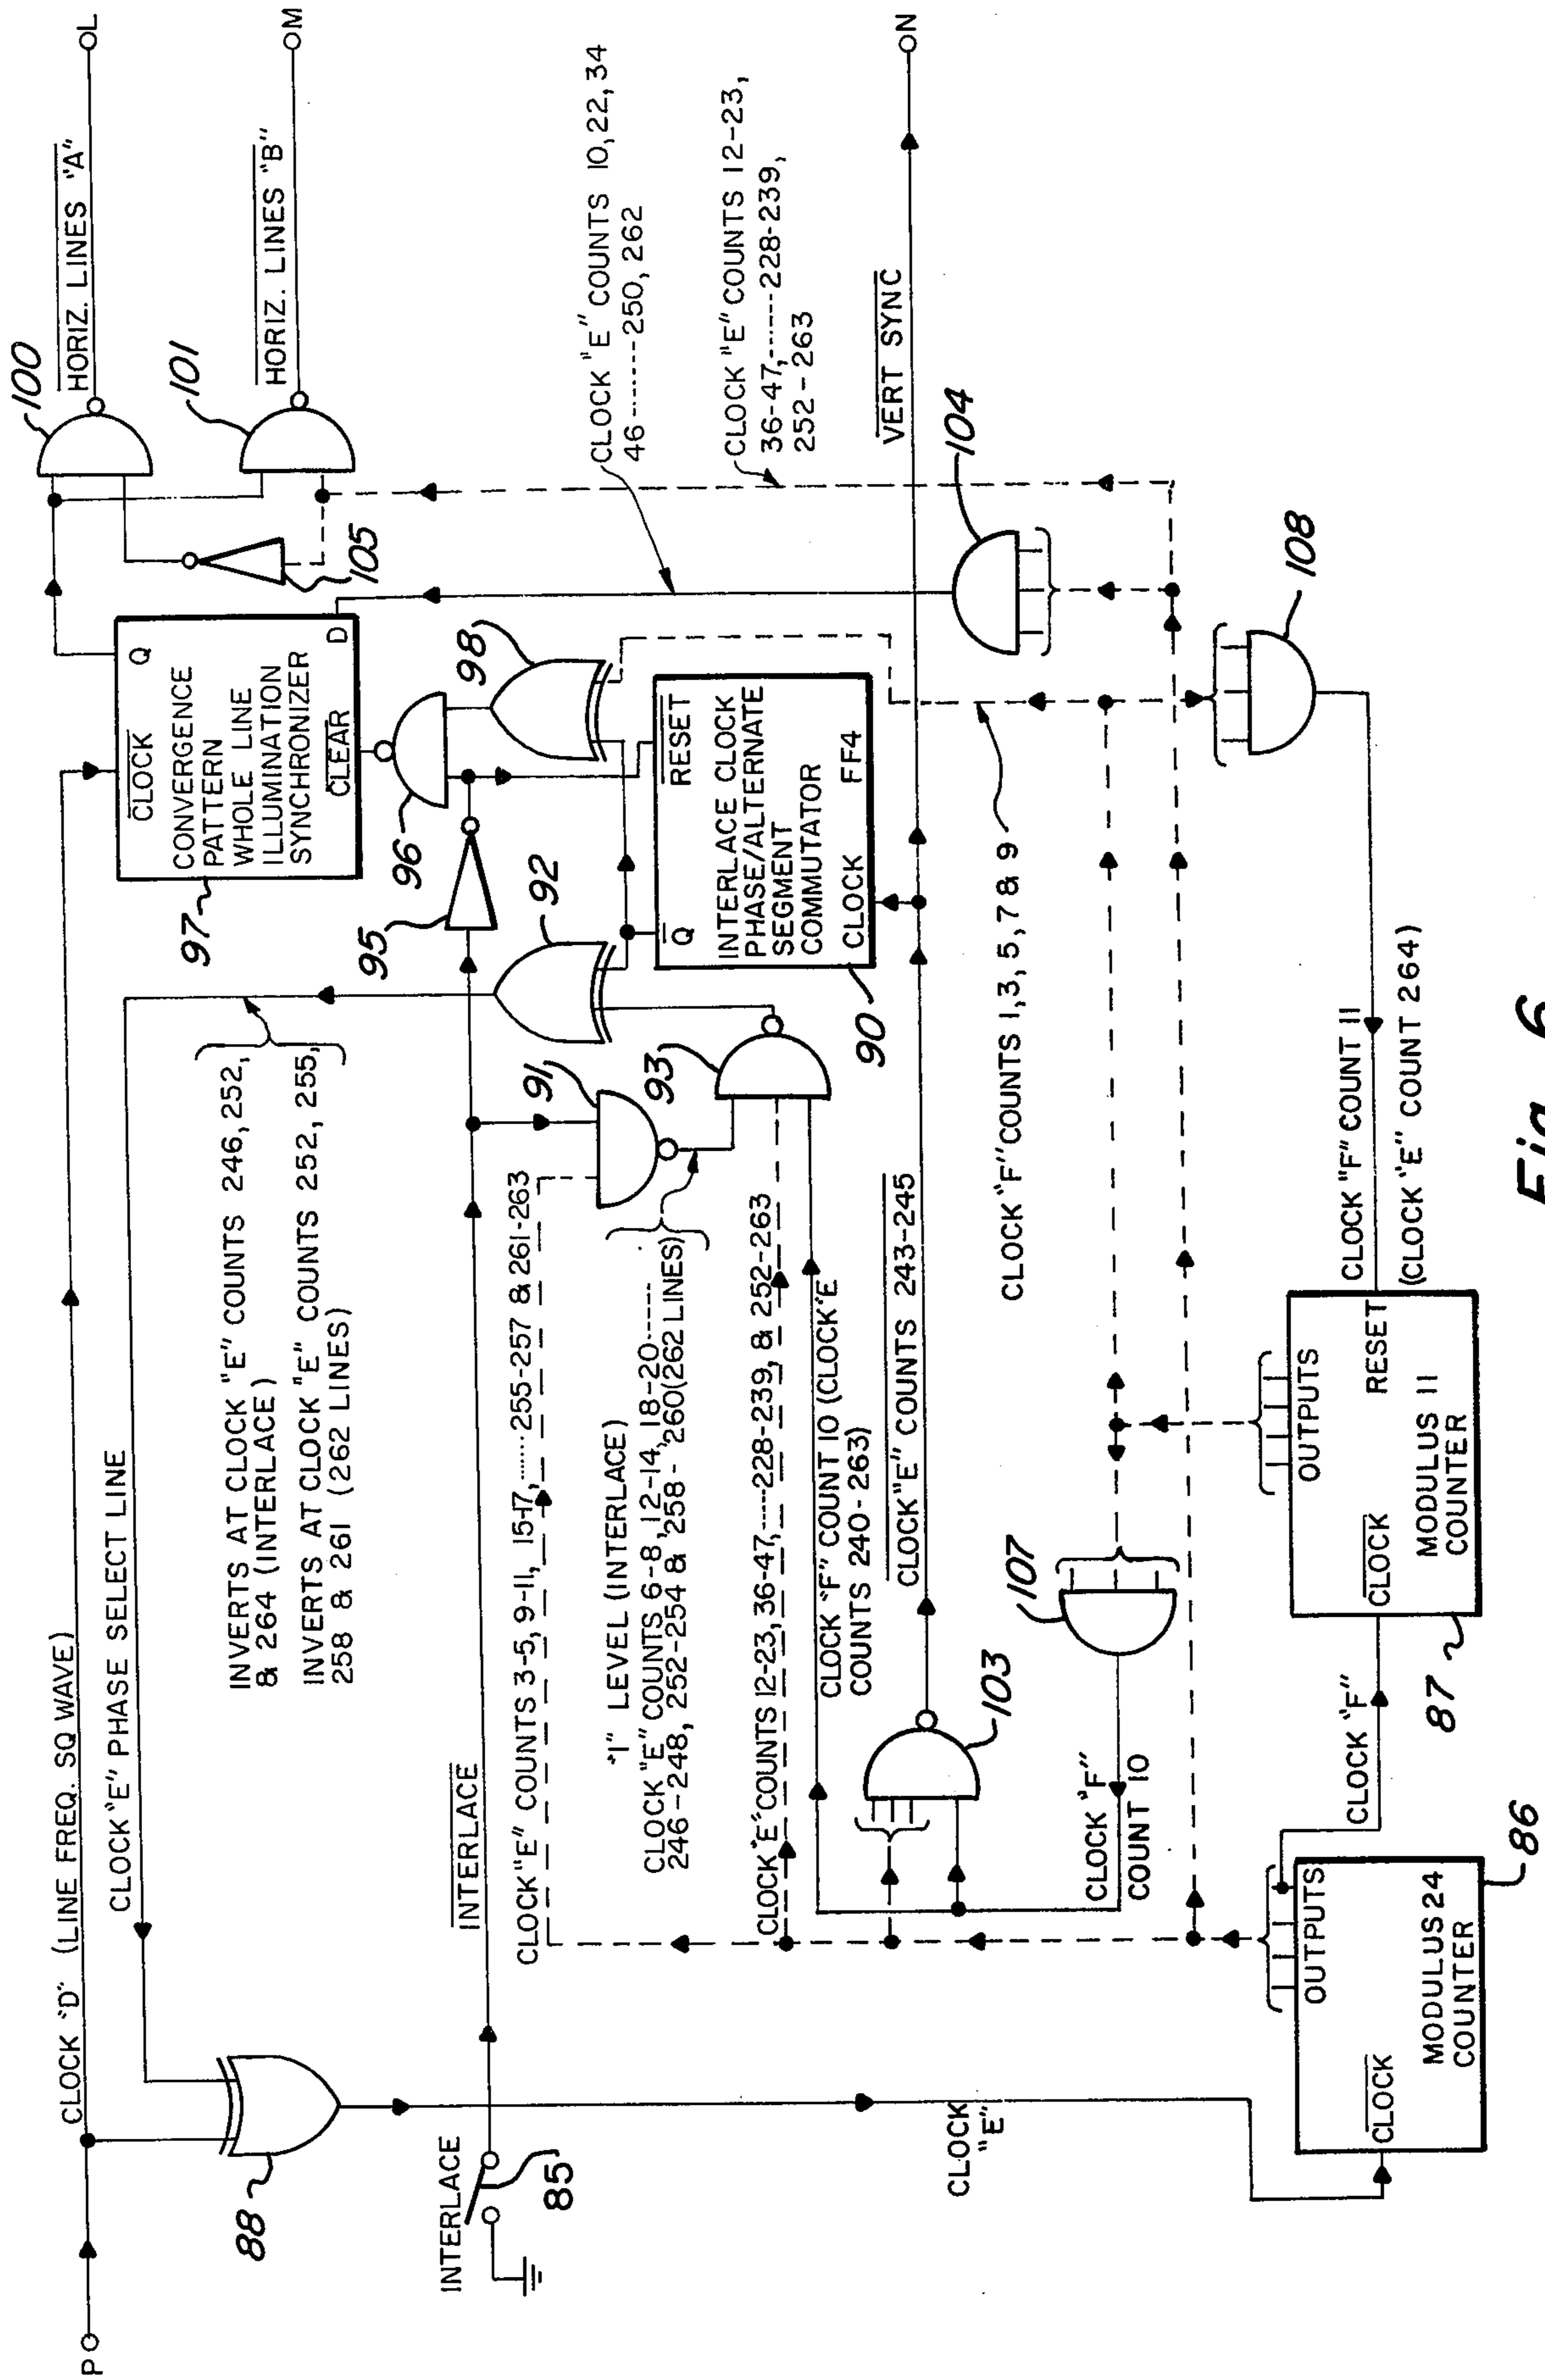 P
CLOCK "D" (LINE FREQ. SQ WAVE)
CLOCK "E" PHASE SELECT LINE
INVERTS AT CLOCK "E" COUNTS 246, 252,
& 264 (INTERLACE)
INVERTS AT CLOCK "E" COUNTS 252, 255,
258 & 261 (262 LINES)
88
INTERLACE
85
INTERLACE
CLOCK "E" COUNTS 3-5, 9-11, 15-17, ------255-257 & 261-263
"1" LEVEL (INTERLACE)
CLOCK "E" COUNTS 6-8, 12-14, 18-20-----
246-248, 252-254 & 258-260 (262 LINES)
CLOCK "E" COUNTS 12-23, 36-47, -----228-239, & 252-263
CLOCK "F" COUNT 10 (CLOCK "E
COUNTS 240-263)
CLOCK "E" COUNTS 243-245
91
92
93
95
96
97
98
CLOCK
Q
CONVERGENCE
PATTERN
WHOLE LINE
ILLUMINATION
SYNCHRONIZER
CLEAR
D
100
101
105
HORIZ. LINES "A"
L
HORIZ. LINES "B"
M
Q
RESET
INTERLACE CLOCK
PHASE/ALTERNATE
SEGMENT
COMMUTATOR
CLOCK
FF4
90
CLOCK "E" COUNTS 10, 22, 34
46-------250, 262
CLOCK "E" COUNTS 12-23,
36-47, ------228-239,
252-263
VERT SYNC
N
104
108
CLOCK "F" COUNTS 1, 3, 5, 7 & 9
103
107
CLOCK "F"
COUNT 10
CLOCK
"E"
CLOCK
OUTPUTS
MODULUS 24
COUNTER
86
CLOCK "F"
CLOCK
OUTPUTS
RESET
MODULUS 11
COUNTER
87
CLOCK "F" COUNT 11
(CLOCK "E" COUNT 264)
Fig. 6